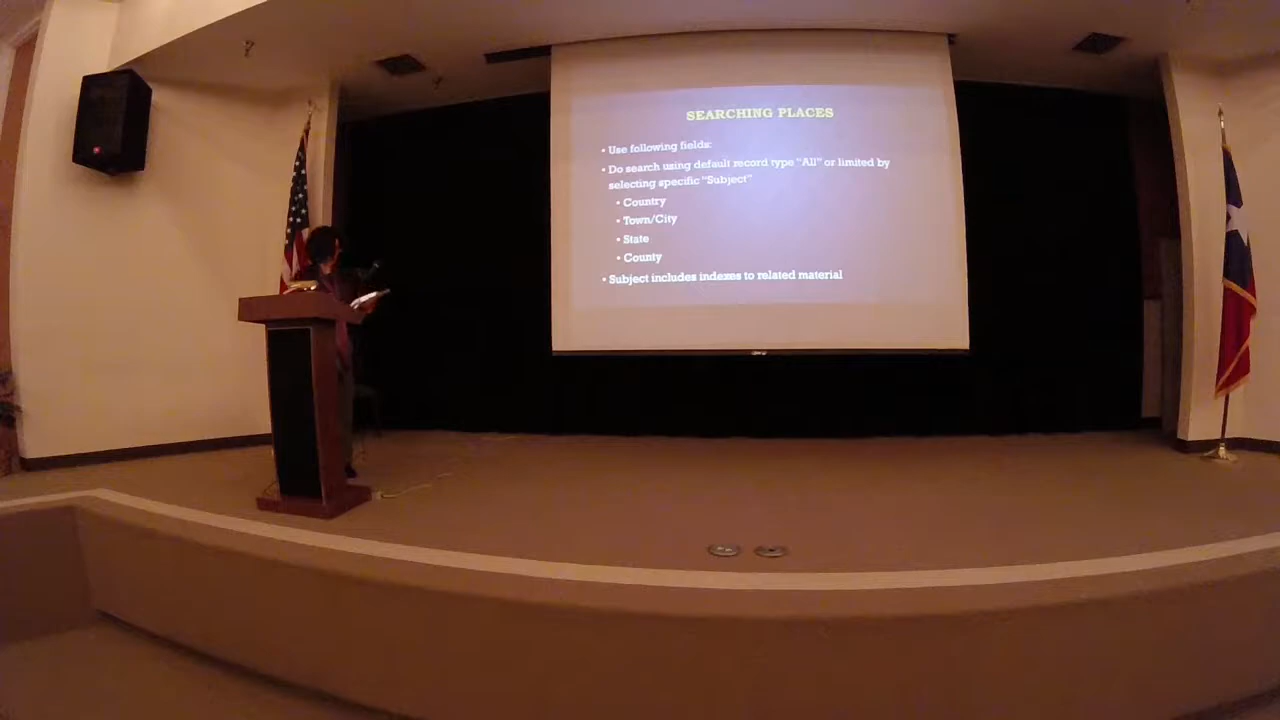 SEARCHING PLACES
• Use following fields:
• Do search using default record type "All" or limited by
selecting specific "Subject"
• Country
• Town/City
• State
• County
• Subject includes indexes to related material